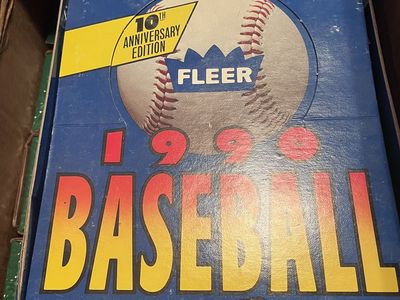 10TH
ANNIVERSARY
EDITION
FLEER
1990
BASEBALL